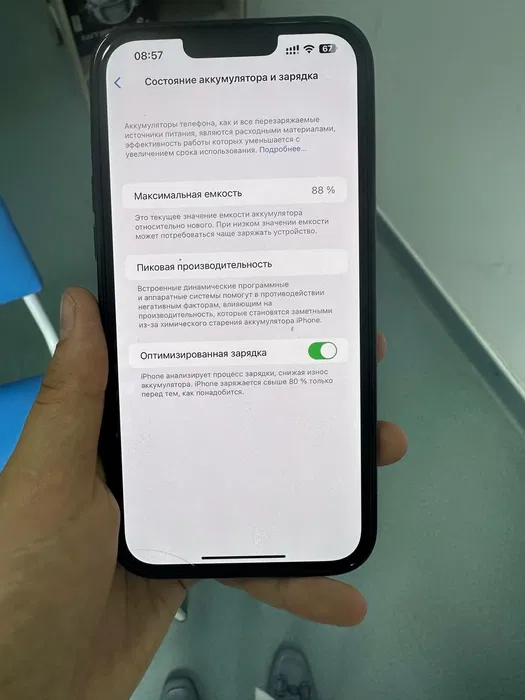 08:57
67
Состояние аккумулятора и зарядка
Аккумуляторы телефона, как и все перезаряжаемые
источники питания, являются расходными материалами,
эффективность работы которых уменьшается с
увеличением срока использования. Подробнее...
Максимальная емкость 88 %
Это текущее значение емкости аккумулятора
относительно нового. При низком значении емкости
может потребоваться чаще заряжать устройство.
Пиковая производительность
Встроенные динамические программные
и аппаратные системы помогут в противодействии
негативным факторам, влияющим на
производительность, которые становятся заметными
из-за химического старения аккумулятора iPhone.
Оптимизированная зарядка
iPhone анализирует процесс зарядки, снижая износ
аккумулятора. iPhone заряжается свыше 80 % только
перед тем, как понадобится.